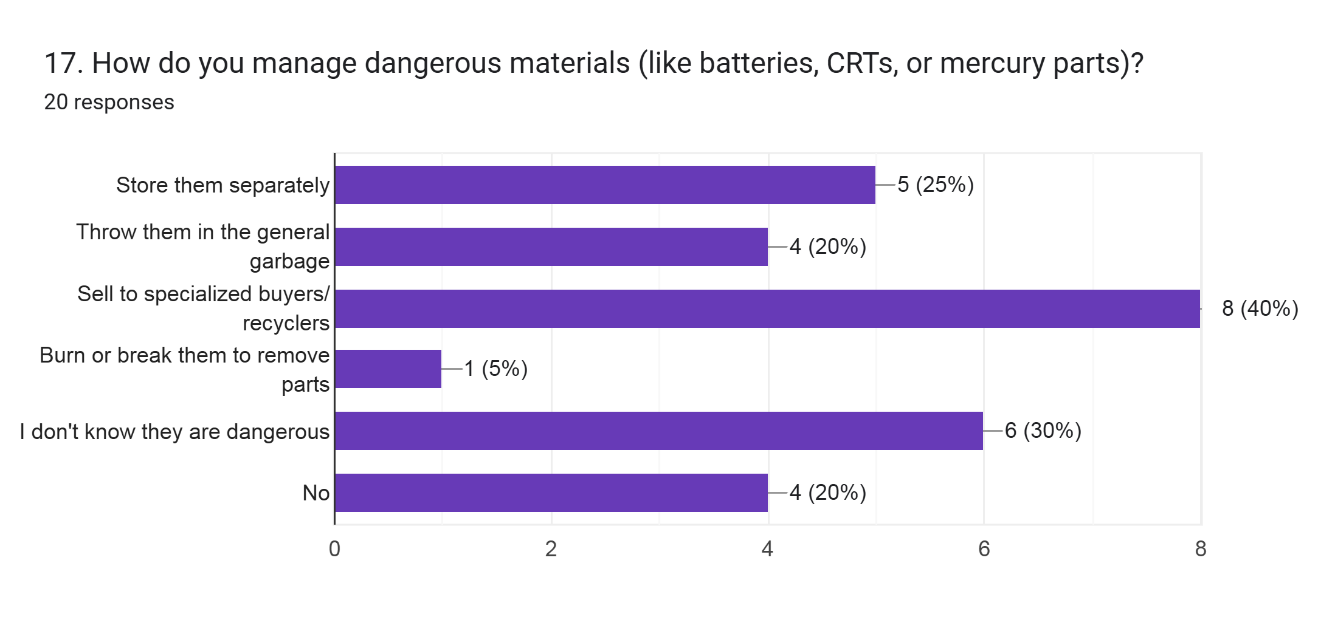 17. How do you manage dangerous materials (like batteries, CRTs, or mercury parts)?
20 responses
Store them separately
5 (25%)
Throw them in the general
garbage
4 (20%)
Sell to specialized buyers/
recyclers
8 (40%)
Burn or break them to remove
parts
1 (5%)
I don't know they are dangerous
6 (30%)
No
4 (20%)
0
2
4
6
8